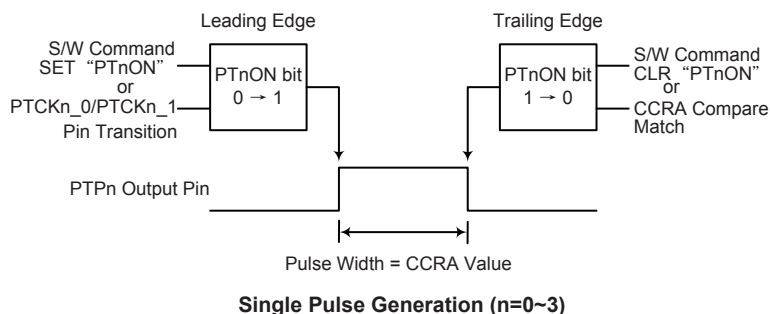 Leading Edge
S/W Command
SET “PTnON”
or
PTCKn_0/PTCKn_1
Pin Transition
PTnON bit
0 → 1
Trailing Edge
PTnON bit
1 → 0
S/W Command
CLR “PTnON”
or
CCRA Compare
Match
PTPn Output Pin
Pulse Width = CCRA Value
Single Pulse Generation (n=0~3)